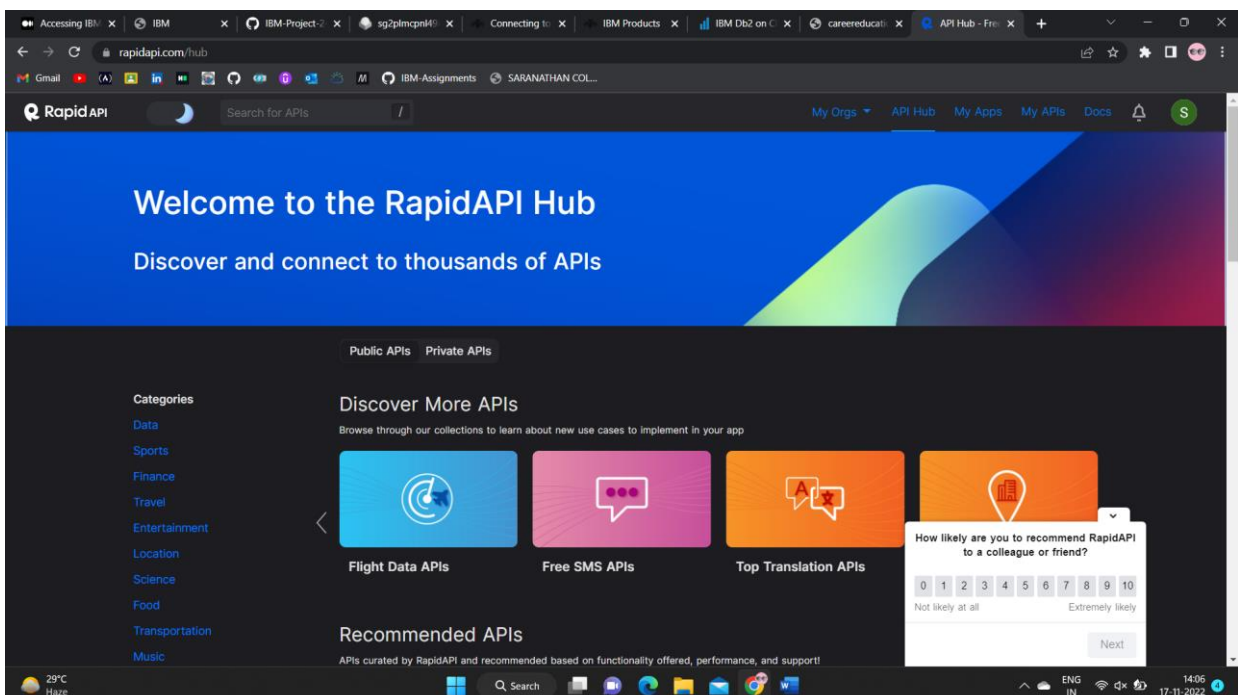 Accessing IBM
IBM
IBM-Project-2
sg2plmcpnl49
Connecting to
IBM Products
IBM Db2 on C
careereducati
API Hub - Fre
rapidapi.com/hub
Gmail
IBM-Assignments
SARANATHAN COL...
Rapid API
Search for APIs
/
My Orgs
API Hub
My Apps
My APIs
Docs
S
Welcome to the RapidAPI Hub
Discover and connect to thousands of APIs
Public APIs Private APIs
Categories
Data
Sports
Finance
Travel
Entertainment
Location
Science
Food
Transportation
Music
Discover More APIs
Browse through our collections to learn about new use cases to implement in your app
Flight Data APIs
Free SMS APIs
Top Translation APIs
Recommended APIs
APIs curated by RapidAPI and recommended based on functionality offered, performance, and support!
How likely are you to recommend RapidAPI
to a colleague or friend?
0 1 2 3 4 5 6 7 8 9 10
Not likely at all Extremely likely
Next
29°C
Haze
Search
ENG
IN
14:06
17-11-2022
4